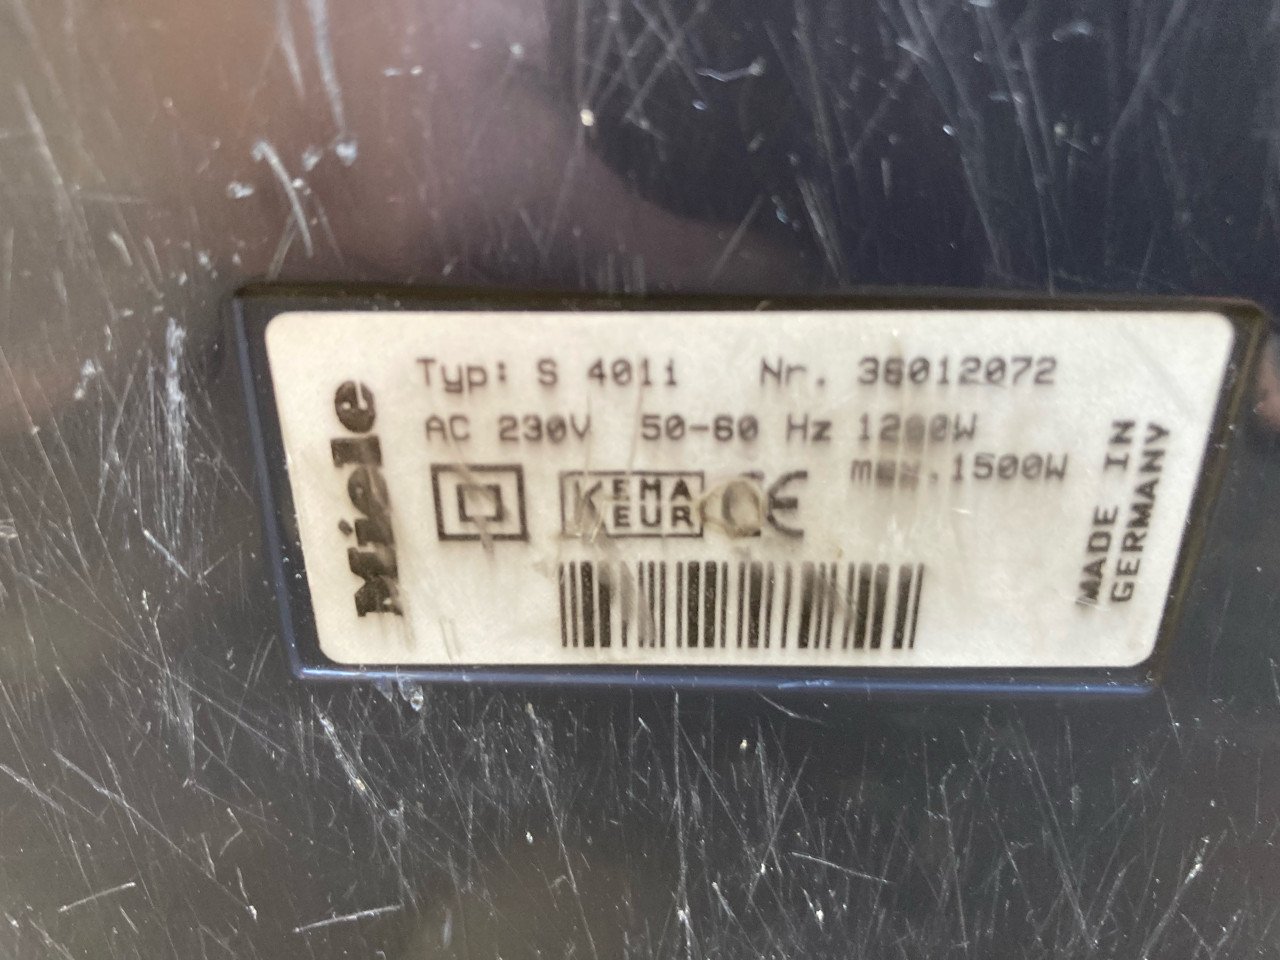 Miele
Typ: S 401i Nr. 36012072
AC 230V 50-60 Hz 1200W
max. 1500W
KEMA
EUR
CE
MADE IN
GERMANY